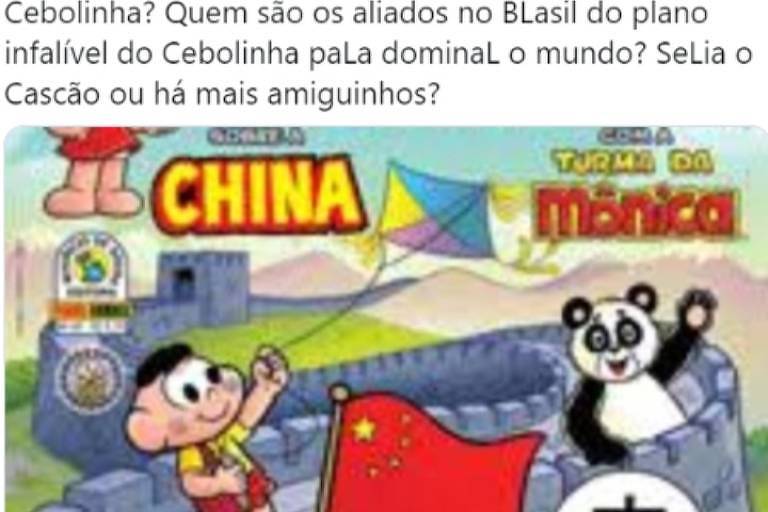 Cebolinha? Quem são os aliados no BLasil do plano
infalível do Cebolinha paLa dominaL o mundo? SeLia o
Cascão ou há mais amiguinhos?
SOBRE A
CHINA
COM A
TURMA DA
Mônica